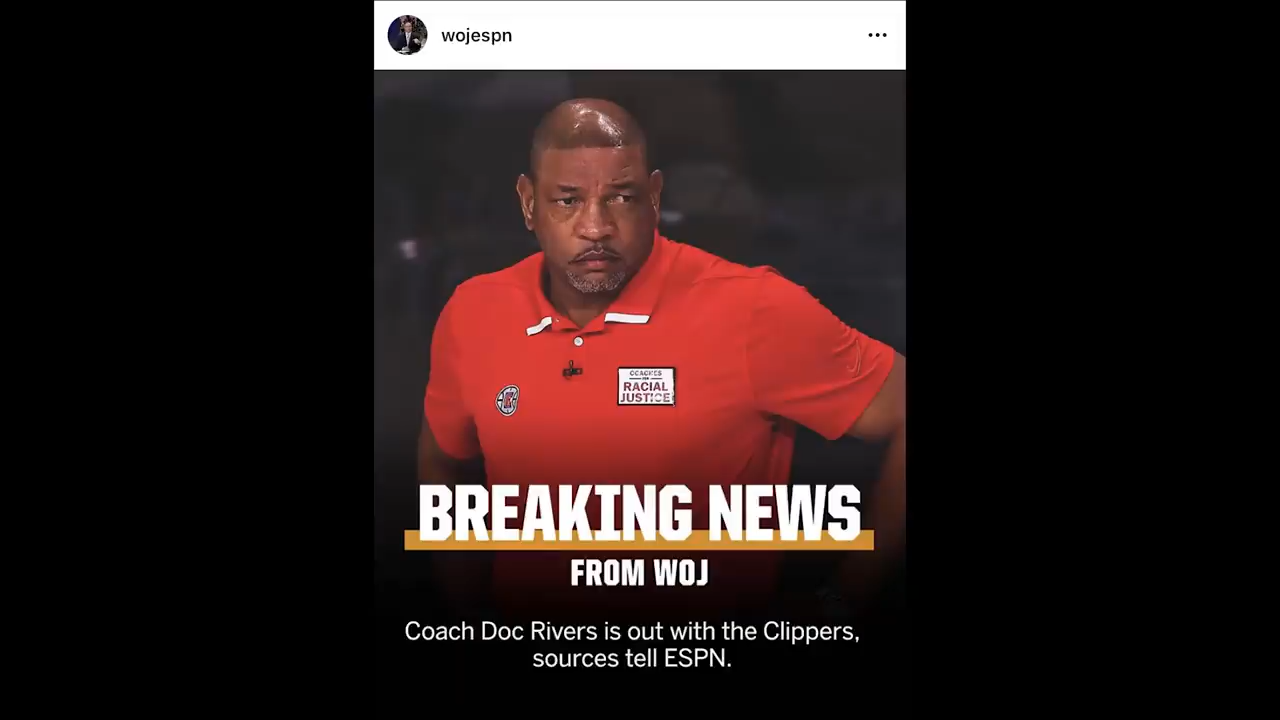 wojespn
COACHES
FOR
RACIAL
JUSTICE
BREAKING NEWS
FROM WOJ
Coach Doc Rivers is out with the Clippers,
sources tell ESPN.